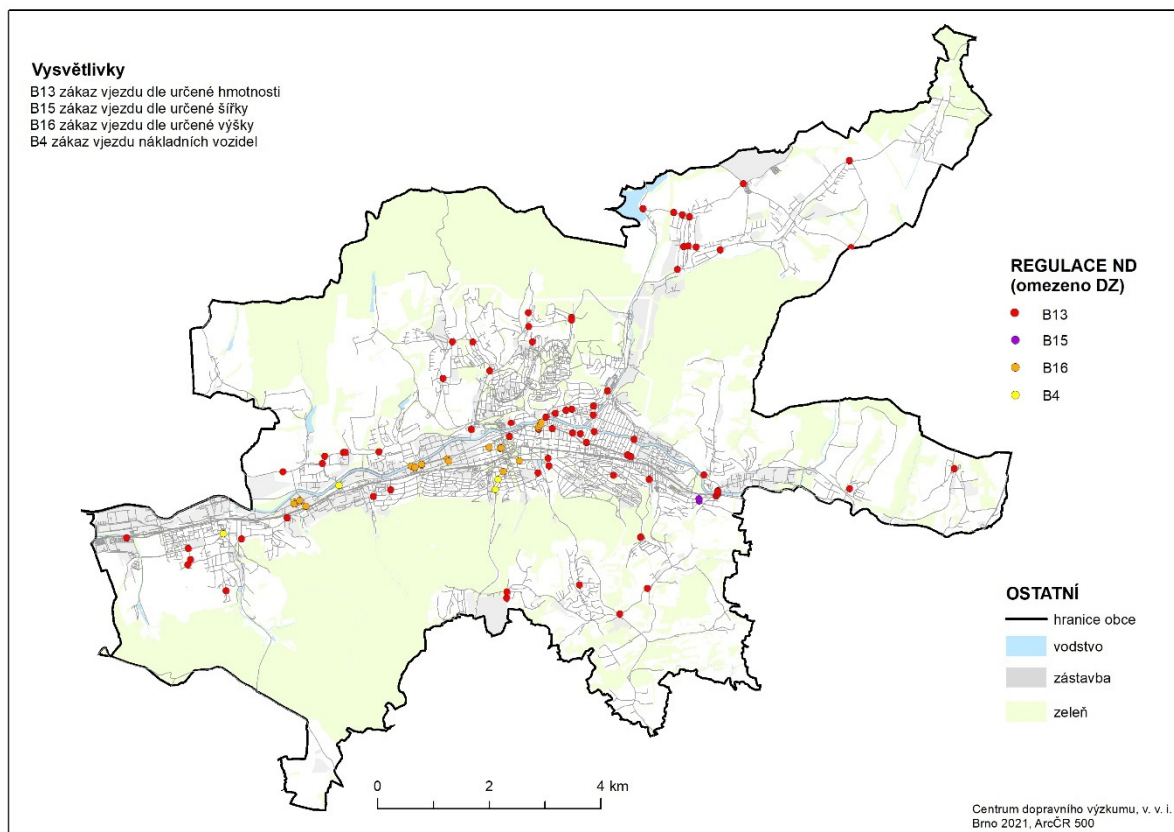 Vysvětlivky
B13 zákaz vjezdu dle určené hmotnosti
B15 zákaz vjezdu dle určené šířky
B16 zákaz vjezdu dle určené výšky
B4 zákaz vjezdu nákladních vozidel
REGULACE ND
(omezeno DZ)
B13
B15
B16
B4
OSTATNÍ
hranice obce
vodstvo
zástavba
zeleň
0 2 4 km
Centrum dopravního výzkumu, v. v. i.
Brno 2021, ArcČR 500